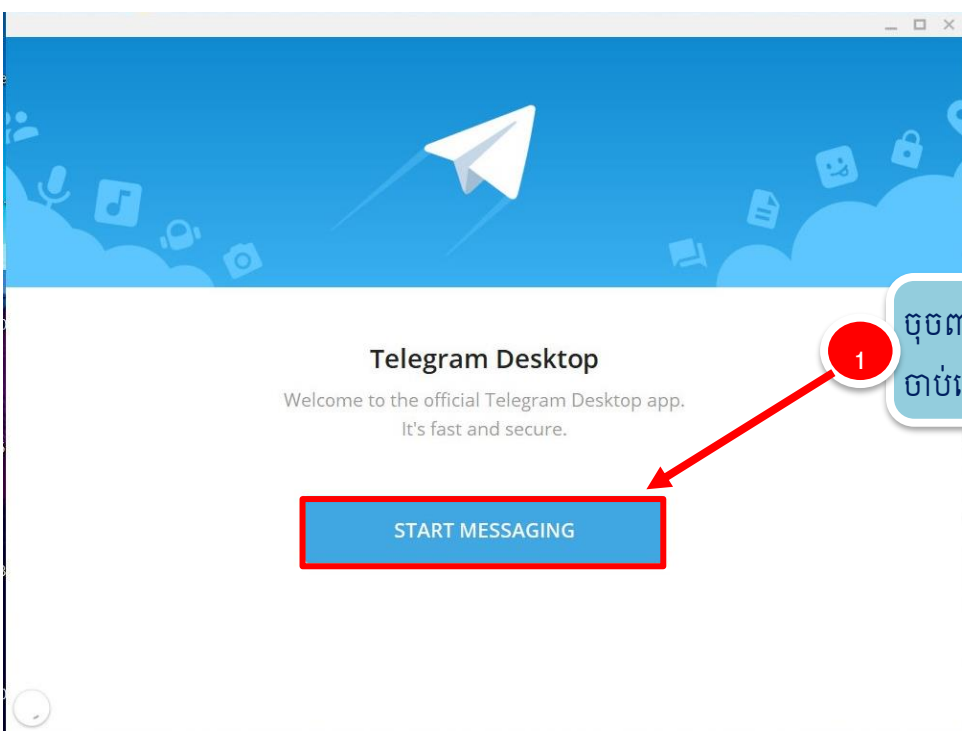 Telegram Desktop
Welcome to the official Telegram Desktop app.
It's fast and secure.
START MESSAGING
1